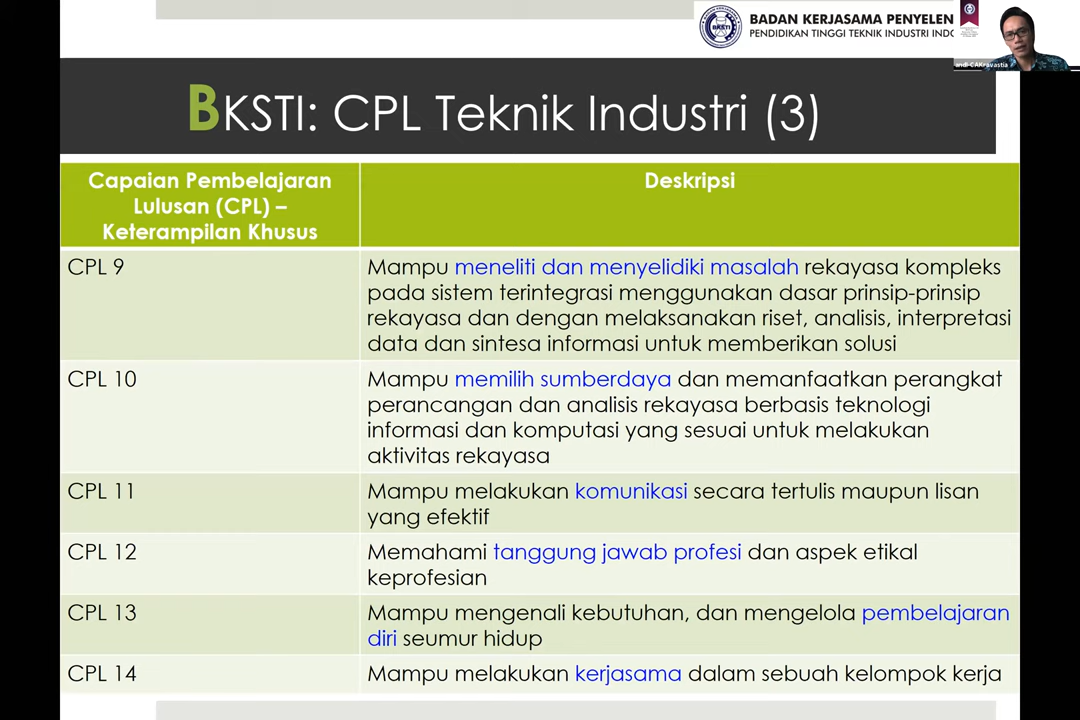 BADAN KERJASAMA PENYELEN
PENDIDIKAN TINGGI TEKNIK INDUSTRI INDO
BKSTI
andi CAKravastia
BKSTI: CPL Teknik Industri (3)
Capaian Pembelajaran
Lulusan (CPL) –
Keterampilan Khusus
Deskripsi
CPL 9
Mampu meneliti dan menyelidiki masalah rekayasa kompleks
pada sistem terintegrasi menggunakan dasar prinsip-prinsip
rekayasa dan dengan melaksanakan riset, analisis, interpretasi
data dan sintesa informasi untuk memberikan solusi
CPL 10
Mampu memilih sumberdaya dan memanfaatkan perangkat
perancangan dan analisis rekayasa berbasis teknologi
informasi dan komputasi yang sesuai untuk melakukan
aktivitas rekayasa
CPL 11
Mampu melakukan komunikasi secara tertulis maupun lisan
yang efektif
CPL 12
Memahami tanggung jawab profesi dan aspek etikal
keprofesian
CPL 13
Mampu mengenali kebutuhan, dan mengelola pembelajaran
diri seumur hidup
CPL 14
Mampu melakukan kerjasama dalam sebuah kelompok kerja